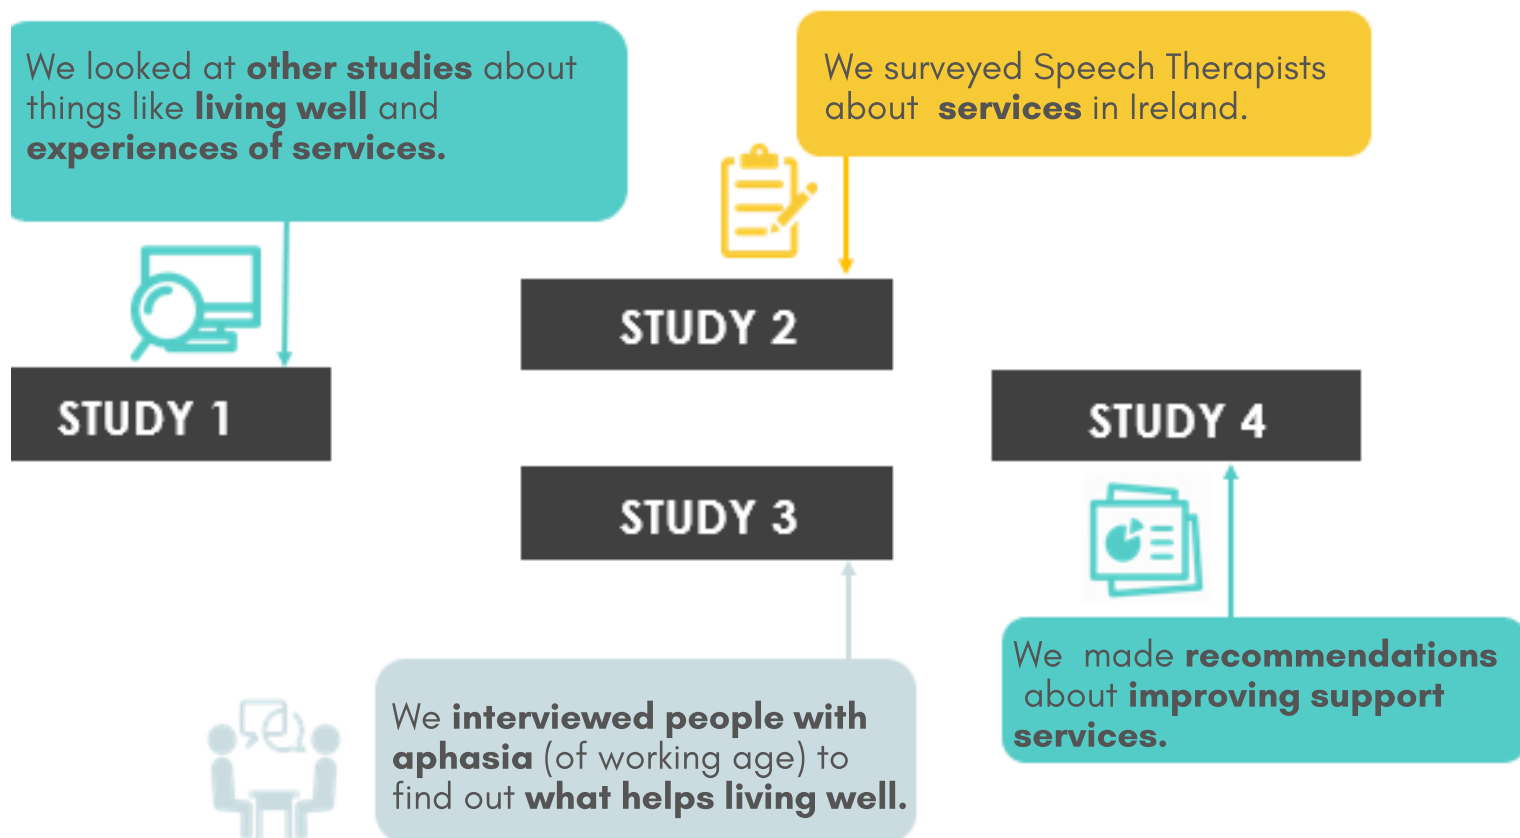 We looked at other studies about
things like living well and
experiences of services.
STUDY 1
We surveyed Speech Therapists
about services in Ireland.
STUDY 2
STUDY 3
We interviewed people with
aphasia (of working age) to
find out what helps living well.
STUDY 4
We made recommendations
about improving support
services.